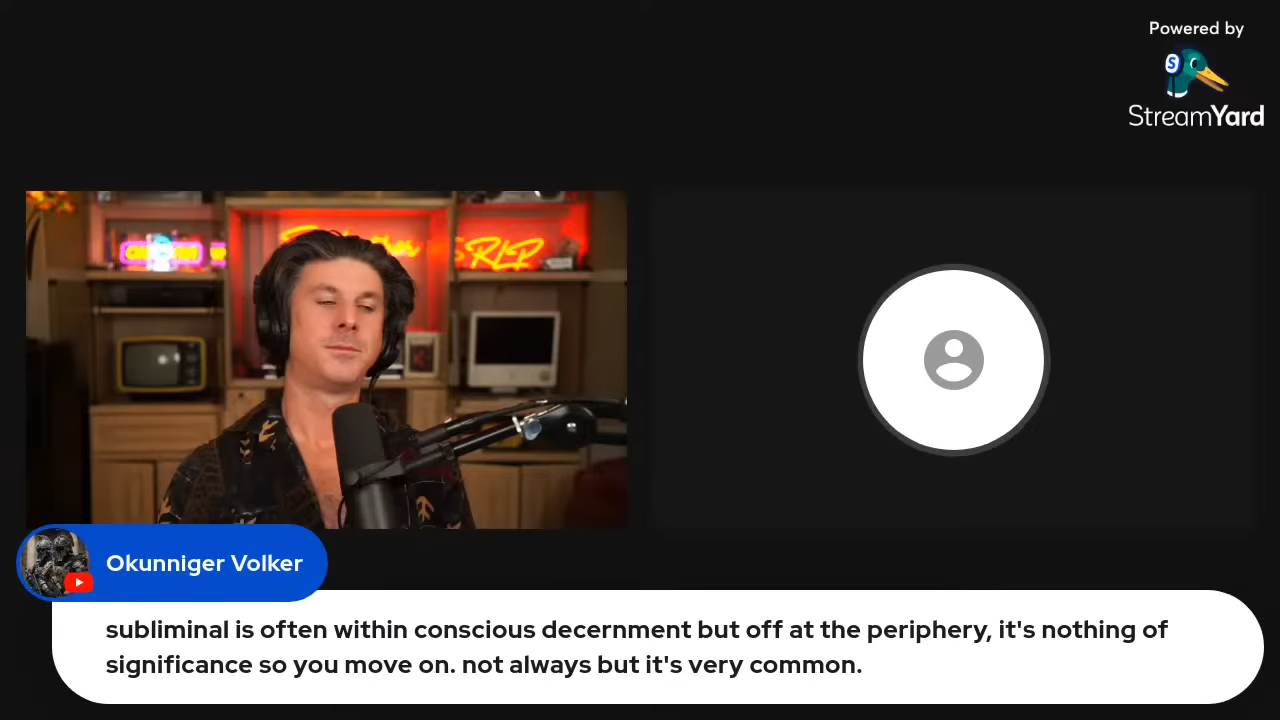 Powered by
StreamYard
SRLP
Okunniger Volker
subliminal is often within conscious decernment but off at the periphery, it's nothing of
significance so you move on. not always but it's very common.